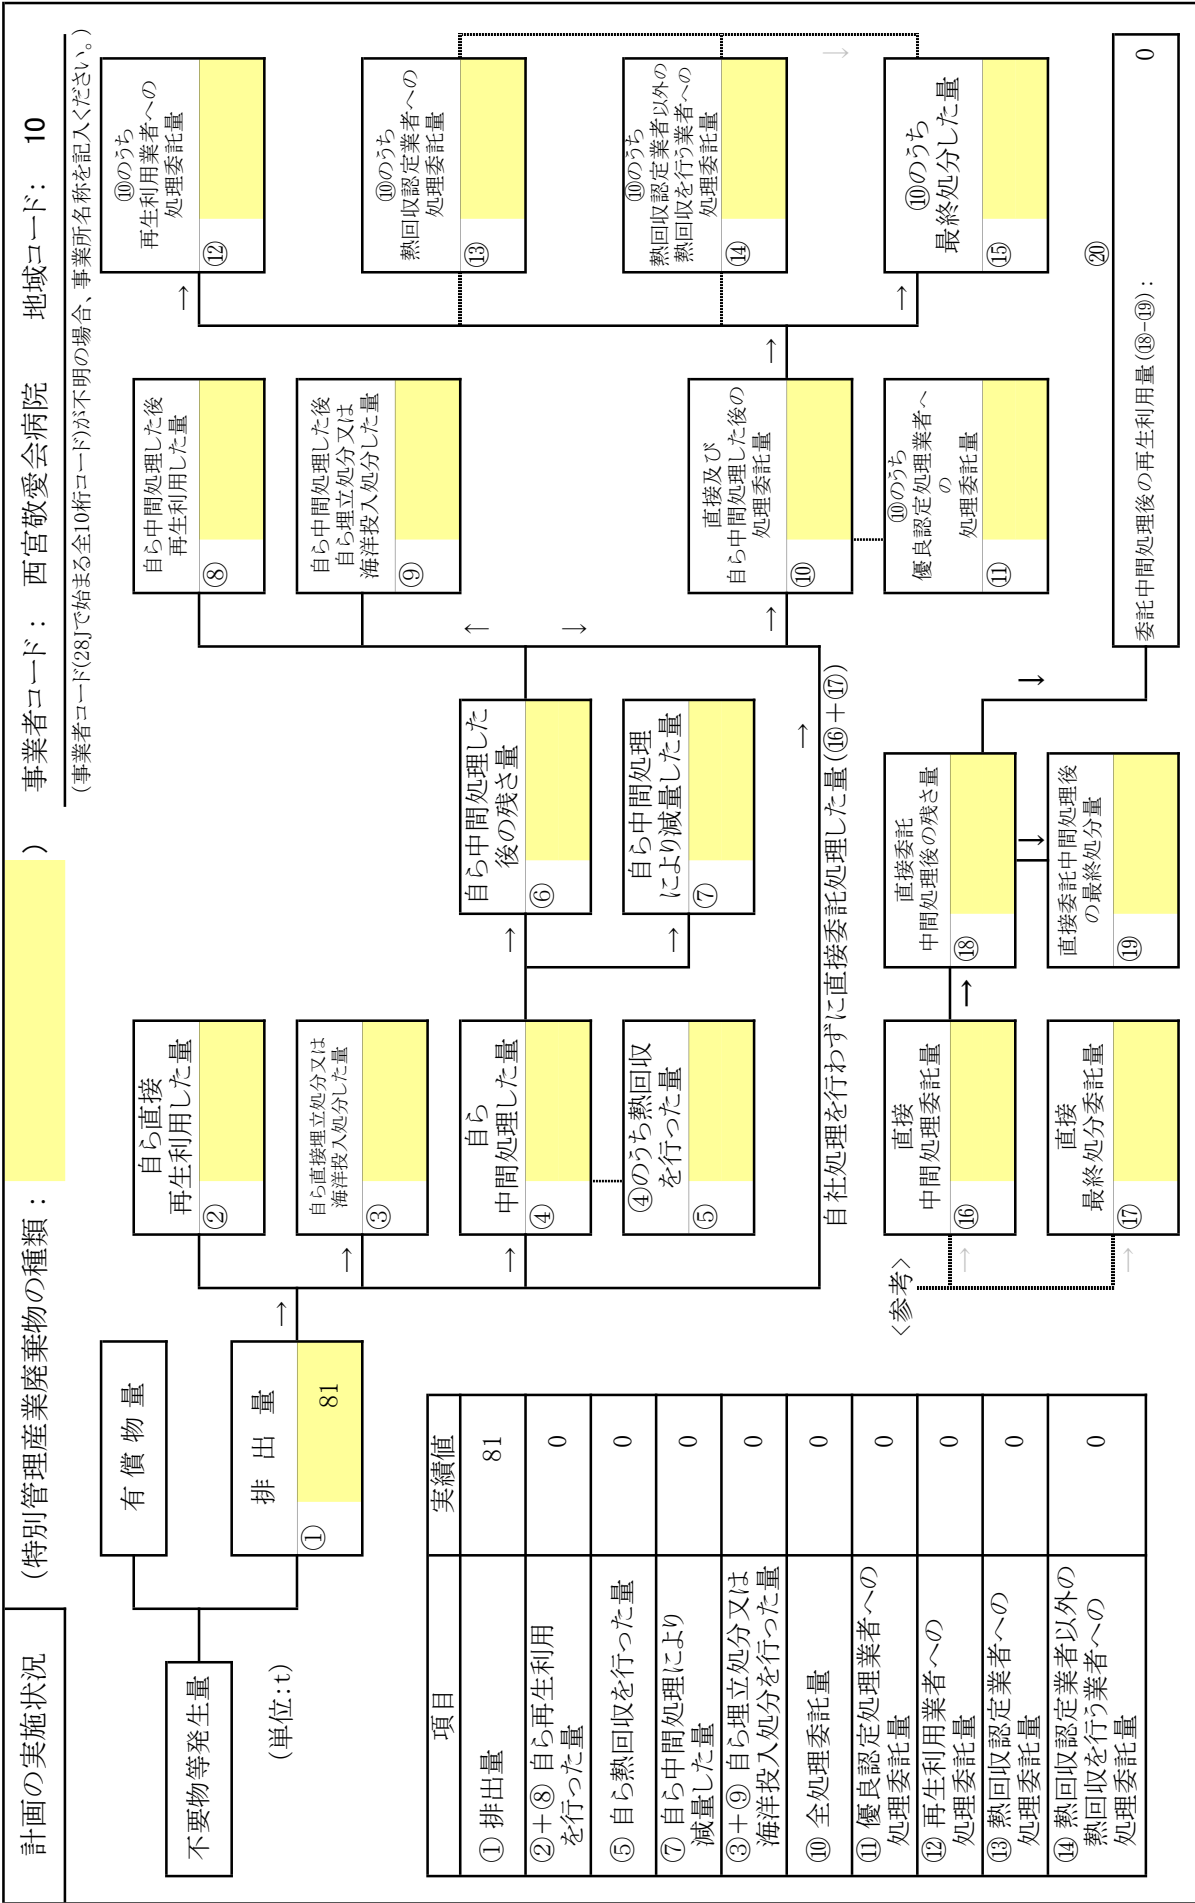 計画の実施状況
(特別管理産業廃棄物の種類：　　　)
事業者コード： 西宮敬愛会病院 地域コード： 10
(事業者コード(28」で始まる全10桁コード)が不明の場合、事業所名称を記入ください。)
不要物等発生量
(単位:t)
有 償 物 量
排 出 量
① 81
→
自ら直接
再生利用した量
②
→
自ら直接埋立処分又は
海洋投入処分した量
③
→
自ら
中間処理した量
④
④のうち熱回収
を行った量
⑤
→
自ら中間処理した
後の残さ量
⑥
→
自ら中間処理
により減量した量
⑦
←
→
自ら中間処理した後
再生利用した量
⑧
自ら中間処理した後
自ら埋立処分又は
海洋投入処分した量
⑨
→
自社処理を行わずに直接委託処理した量(⑯＋⑰)
→
直接及び
自ら中間処理した後の
処理委託量
⑩
⑩のうち
優良認定処理業者へ
の
処理委託量
⑪
→
→
⑩のうち
再生利用業者への
処理委託量
⑫
⑩のうち
熱回収認定業者への
処理委託量
⑬
⑩のうち
熱回収認定業者以外の
熱回収を行う業者への
処理委託量
⑭
→
→
⑩のうち
最終処分した量
⑮
<参考>
→
直接
中間処理委託量
⑯
→
直接
最終処分委託量
⑰
→
直接委託
中間処理後の残さ量
⑱
→
直接委託中間処理後
の最終処分量
⑲
→
⑳
委託中間処理後の再生利用量(⑱-⑲)： 0
項目 実績値
① 排出量 81
②＋⑧ 自ら再生利用
を行った量 0
⑤ 自ら熱回収を行った量 0
⑦ 自ら中間処理により
減量した量 0
③＋⑨ 自ら埋立処分又は
海洋投入処分を行った量 0
⑩ 全処理委託量 0
⑪ 優良認定処理業者への
処理委託量 0
⑫ 再生利用業者への
処理委託量 0
⑬ 熱回収認定業者への
処理委託量 0
⑭ 熱回収認定業者以外の
熱回収を行う業者への
処理委託量 0